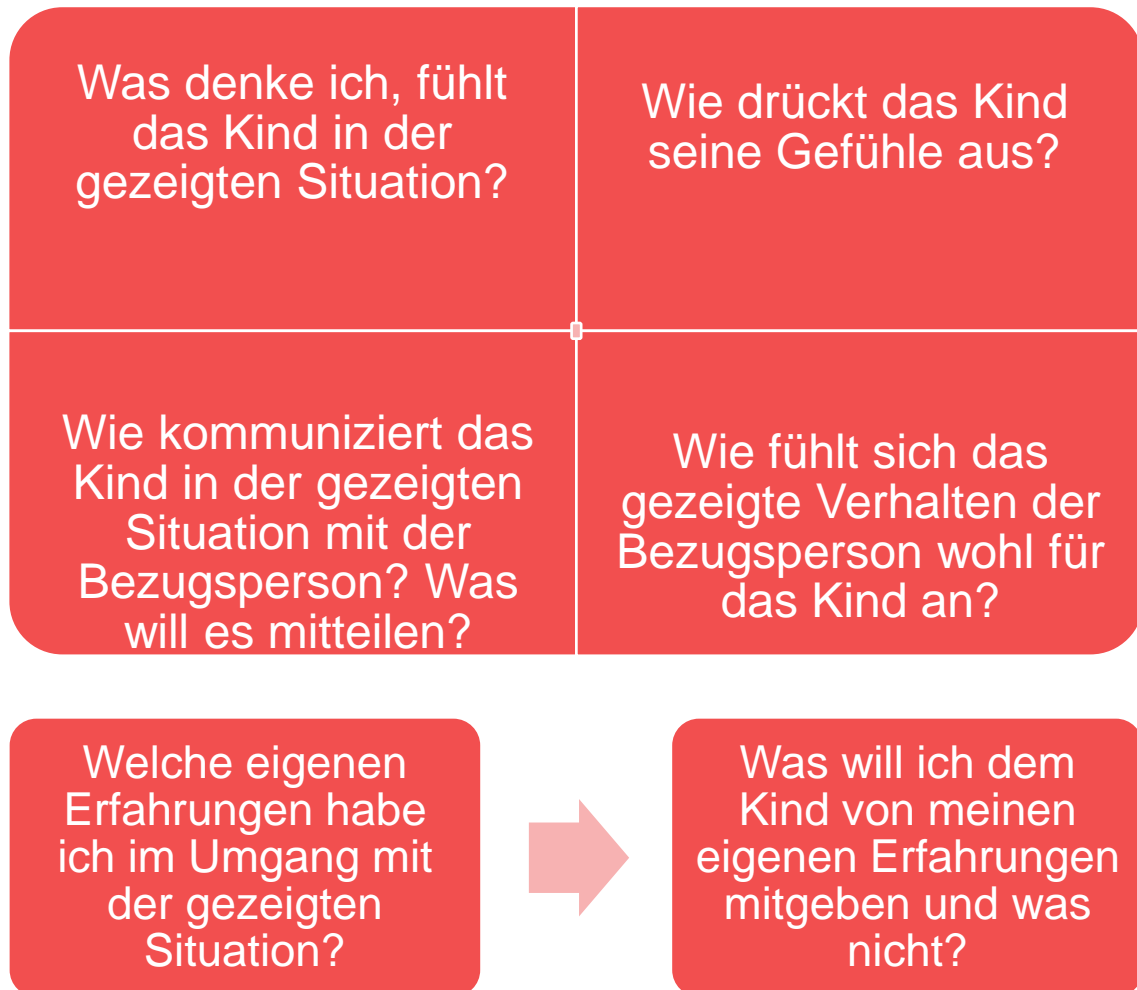 Was denke ich, fühlt
das Kind in der
gezeigten Situation?
Wie drückt das Kind
seine Gefühle aus?
Wie kommuniziert das
Kind in der gezeigten
Situation mit der
Bezugsperson? Was
will es mitteilen?
Wie fühlt sich das
gezeigte Verhalten der
Bezugsperson wohl für
das Kind an?
Welche eigenen
Erfahrungen habe
ich im Umgang mit
der gezeigten
Situation?
Was will ich dem
Kind von meinen
eigenen Erfahrungen
mitgeben und was
nicht?